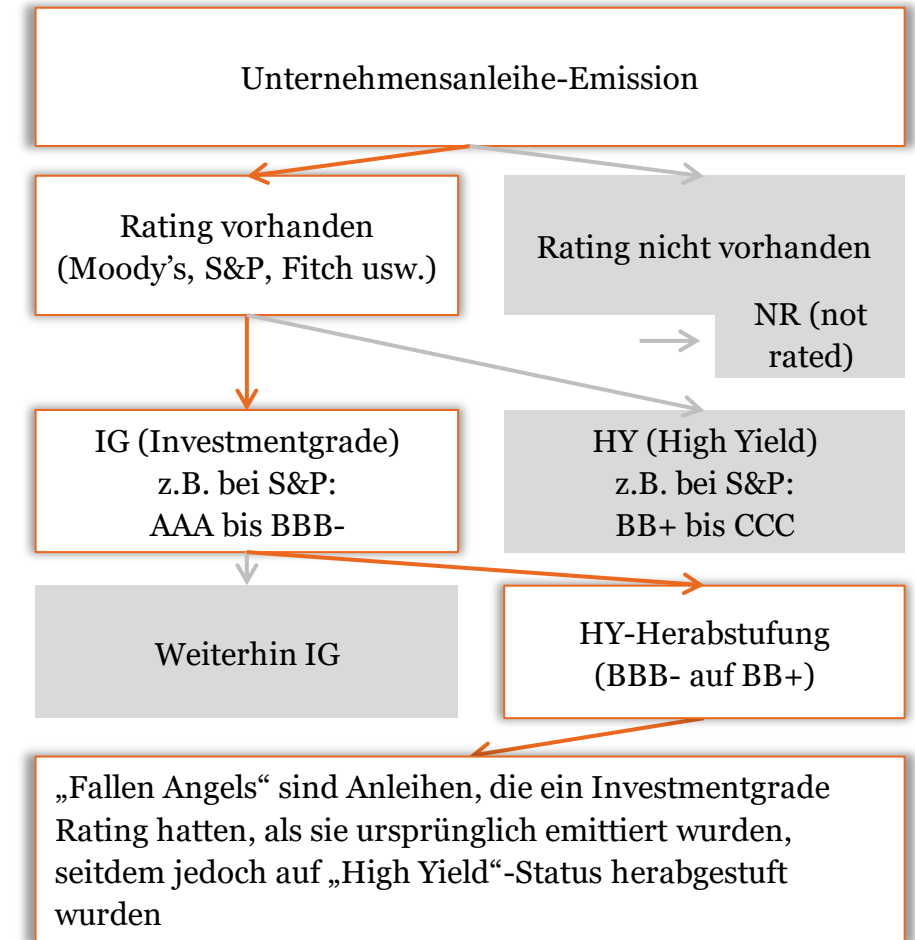 Unternehmensanleihe-Emission
Rating vorhanden
(Moody’s, S&P, Fitch usw.)
Rating nicht vorhanden
NR (not
rated)
IG (Investmentgrade)
z.B. bei S&P:
AAA bis BBB-
HY (High Yield)
z.B. bei S&P:
BB+ bis CCC
Weiterhin IG
HY-Herabstufung
(BBB- auf BB+)
„Fallen Angels“ sind Anleihen, die ein Investmentgrade
Rating hatten, als sie ursprünglich emittiert wurden,
seitdem jedoch auf „High Yield“-Status herabgestuft
wurden